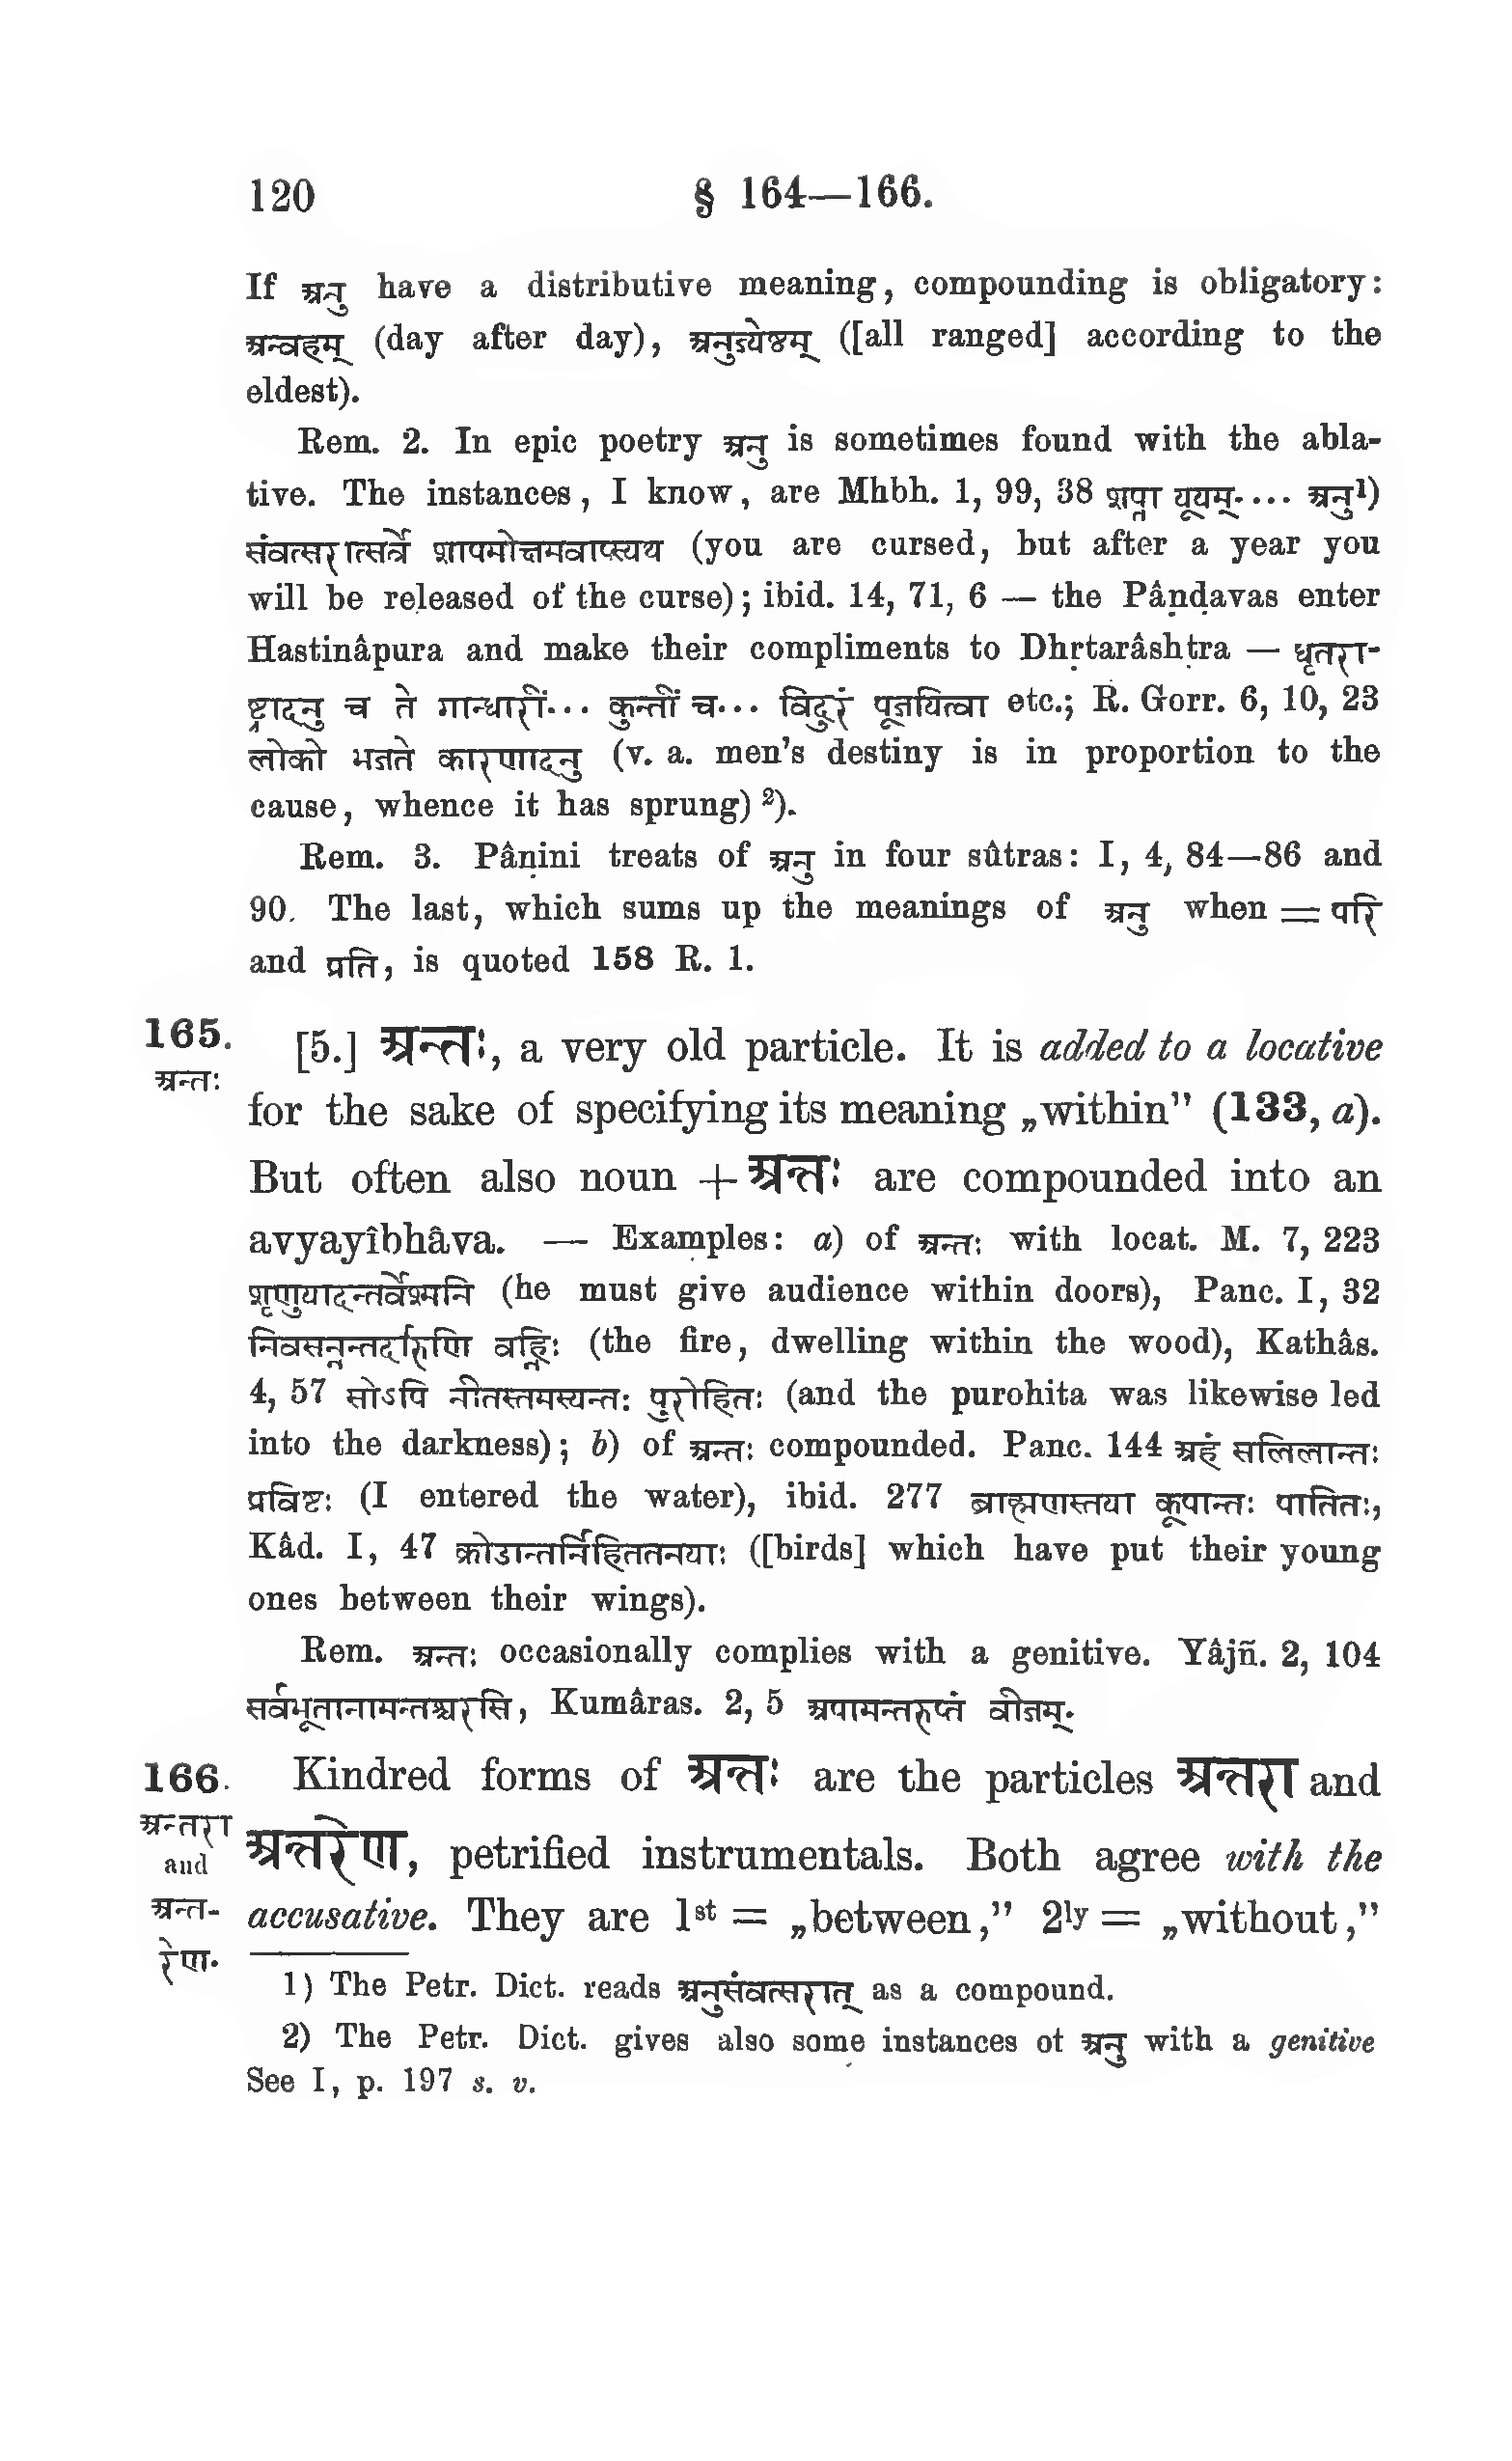 120 § 164—166.
If अनु have a distributive meaning, compounding is obligatory:
अन्वहम् (day after day), अनुज्येष्ठम् ([all ranged] according to the
eldest).
Rem. 2. In epic poetry अनु is sometimes found with the abla-
tive. The instances, I know, are Mhbh. 1, 99, 38 शप्ता यूयम्.... अनु¹)
संवत्सरात्सर्वे शापमोक्षमवाप्स्यथ (you are cursed, but after a year you
will be released of the curse); ibid. 14, 71, 6 — the Pâṇḍavas enter
Hastinâpura and make their compliments to Dhṛtarâshṭra — धृतरा-
ष्ट्रादनु च ते गान्धारीं... कुन्तीं च... विदुरं पूजयित्वा etc.; R. Gorr. 6, 10, 23
लोको भजते कारणादनु (v. a. men's destiny is in proportion to the
cause, whence it has sprung) ²).
Rem. 3. Pâṇini treats of अनु in four sûtras: I, 4, 84—86 and
90. The last, which sums up the meanings of अनु when = परि
and प्रति, is quoted 158 R. 1.
165. [5.] अन्तः, a very old particle. It is added to a locative
अन्तः
for the sake of specifying its meaning „within” (133, a).
But often also noun + अन्तः are compounded into an
avyayîbhâva. — Examples: a) of अन्तः with locat. M. 7, 223
शृणुयादन्तर्वेश्मनि (he must give audience within doors), Panc. I, 32
निवसन्नन्तर्दारुणि वह्निः (the fire, dwelling within the wood), Kathâs.
4, 57 सोऽपि नीतस्तमस्यन्तः पुरोहितः (and the purohita was likewise led
into the darkness); b) of अन्तः compounded. Panc. 144 अहं सलिलान्तः
प्रविष्टः (I entered the water), ibid. 277 ब्राह्मणस्तया कूपान्तः पातितः,
Kâd. I, 47 क्रोडान्तर्निहिततनयाः ([birds] which have put their young
ones between their wings).
Rem. अन्तः occasionally complies with a genitive. Yâjñ. 2, 104
सर्वभूतानामन्तश्चरसि, Kumâras. 2, 5 अपामन्तरुप्तं बीजम्.
166. Kindred forms of अन्तः are the particles अन्तरा and
अन्तरा
and
अन्तरेण, petrified instrumentals. Both agree with the
अन्त-
accusative. They are 1st = „between,” 2ly = „without,”
रेण.
1) The Petr. Dict. reads अनुसंवत्सरात् as a compound.
2) The Petr. Dict. gives also some instances ot अनु with a genitive
See I, p. 197 s. v.